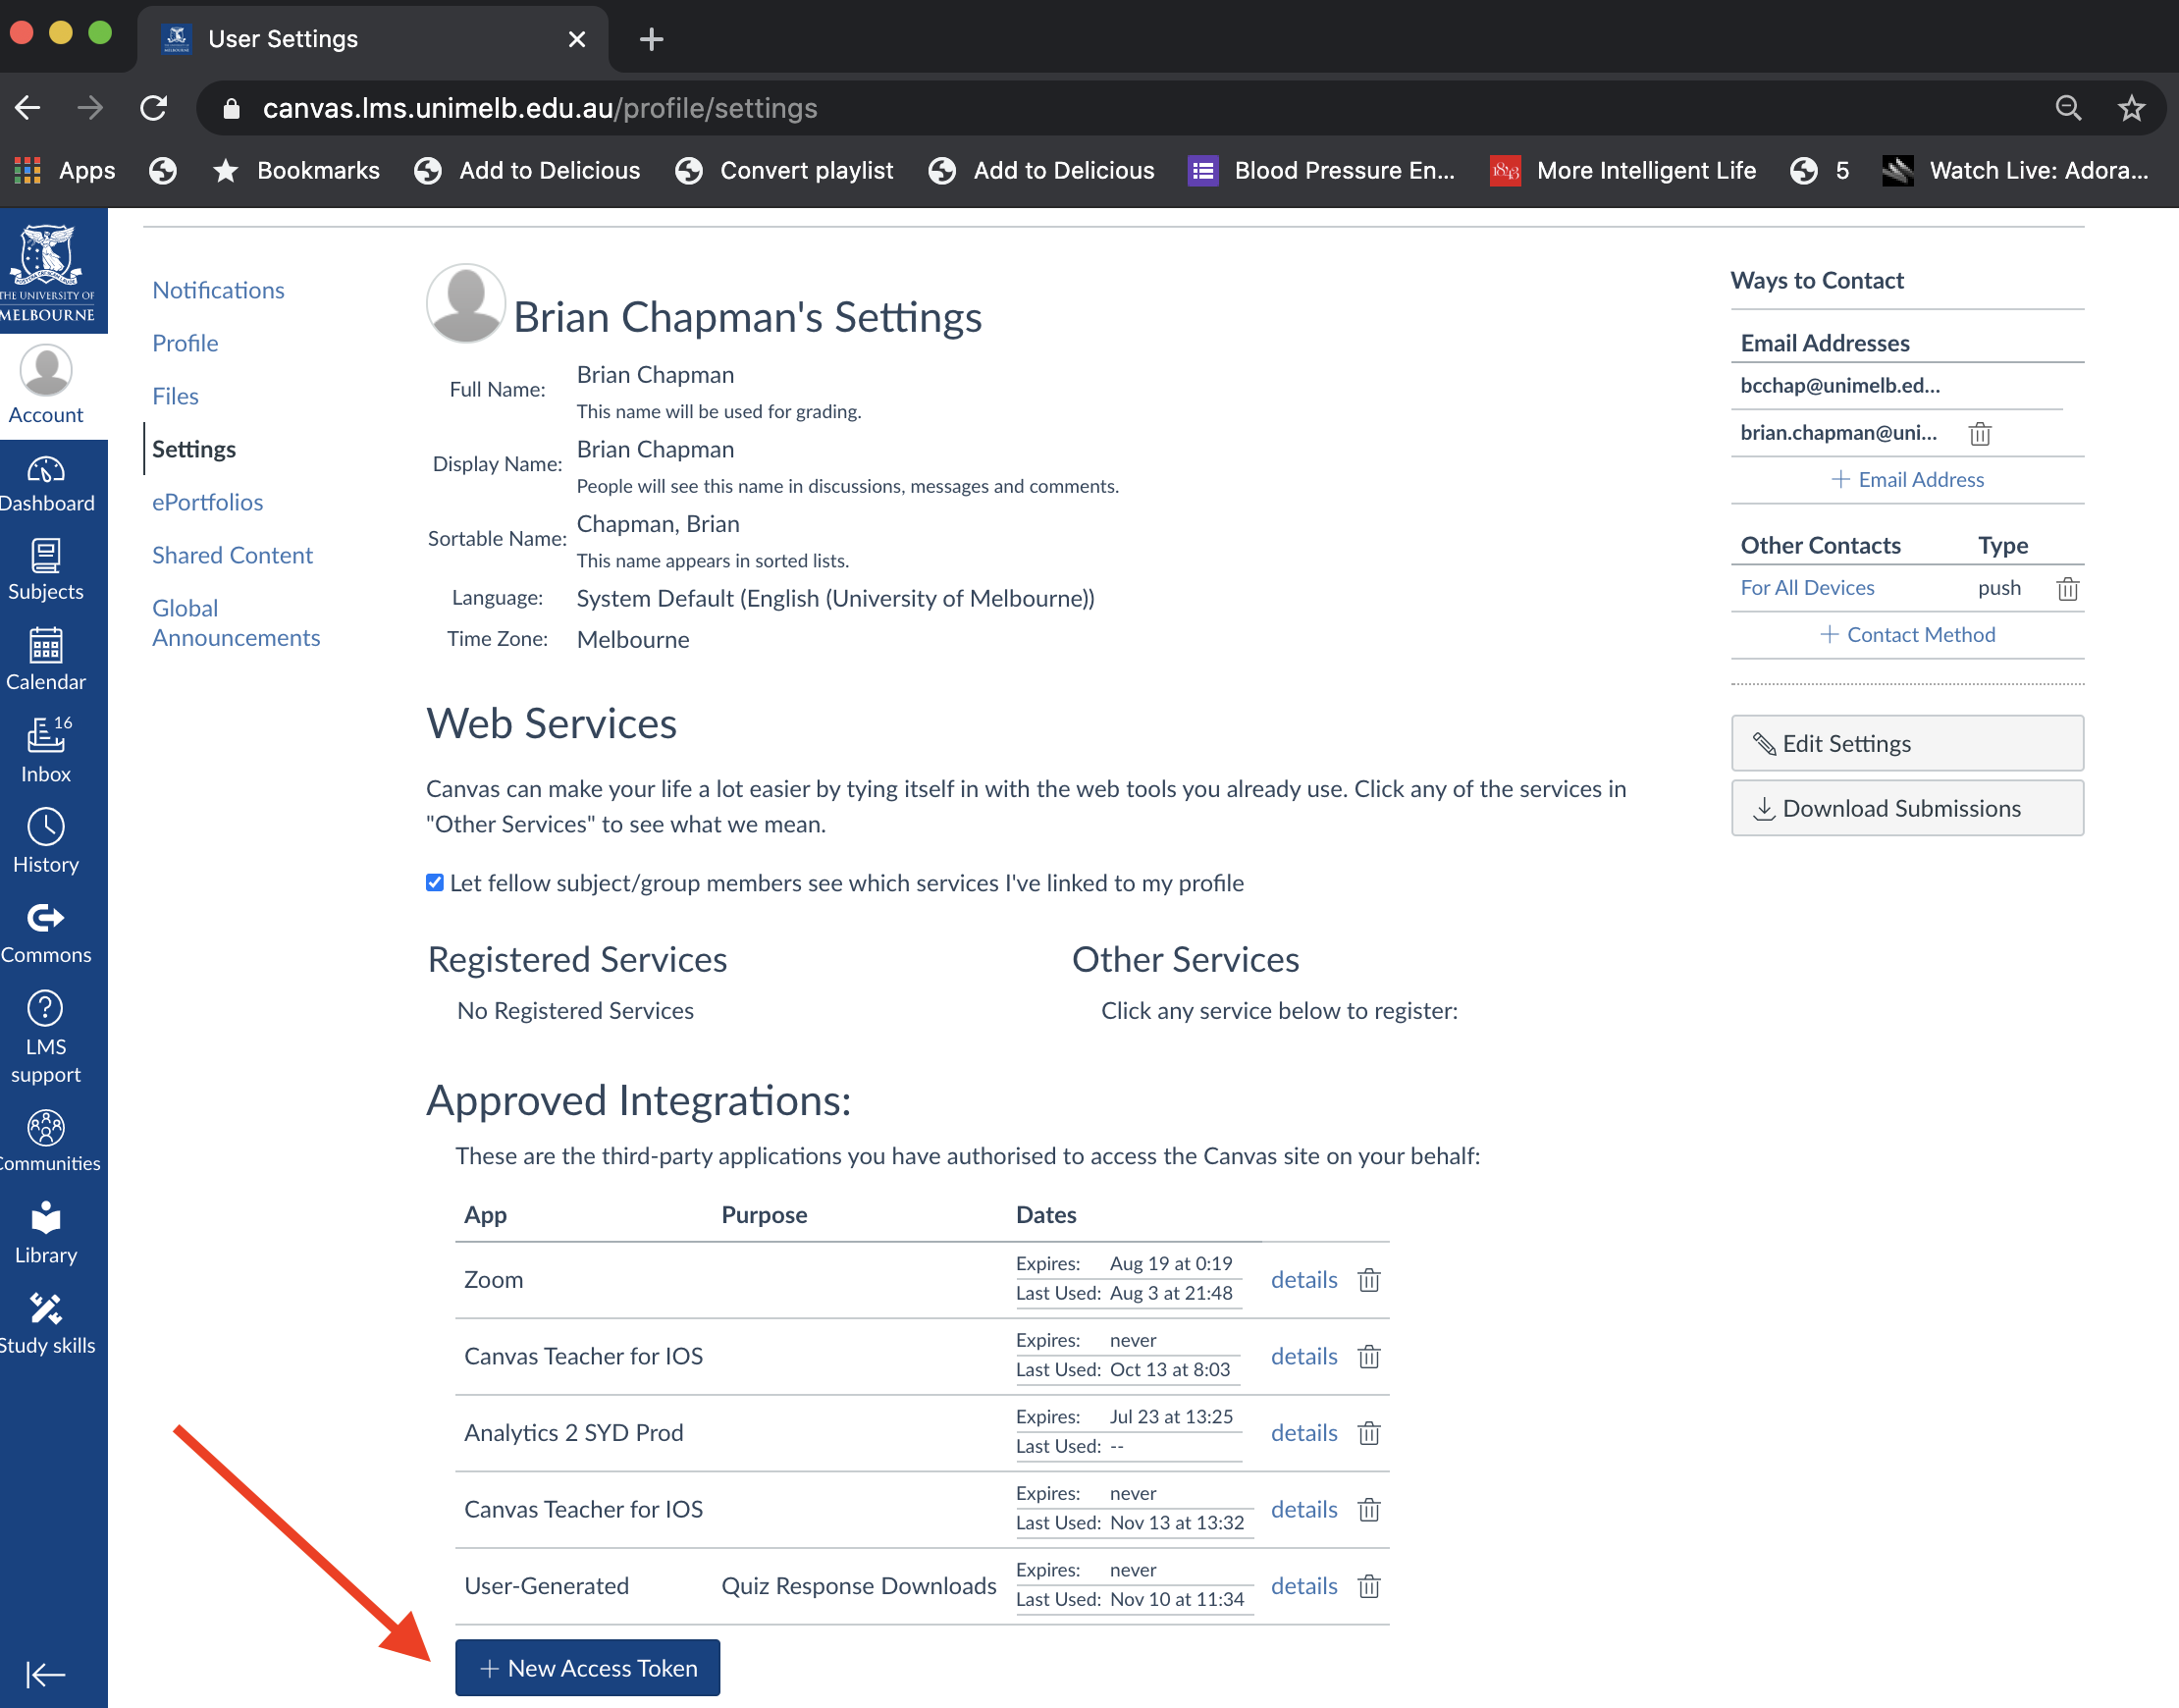 User Settings
canvas.lms.unimelb.edu.au/profile/settings
Apps
Bookmarks
Add to Delicious
Convert playlist
Add to Delicious
Blood Pressure En...
1843
More Intelligent Life
5
Watch Live: Adora...
THE UNIVERSITY OF
MELBOURNE
Account
Dashboard
Subjects
Calendar
16
Inbox
History
Commons
LMS
support
Communities
Library
Study skills
Notifications
Profile
Files
Settings
ePortfolios
Shared Content
Global
Announcements
Brian Chapman's Settings
Full Name:
Brian Chapman
This name will be used for grading.
Display Name:
Brian Chapman
People will see this name in discussions, messages and comments.
Sortable Name:
Chapman, Brian
This name appears in sorted lists.
Language:
System Default (English (University of Melbourne))
Time Zone:
Melbourne
Web Services
Canvas can make your life a lot easier by tying itself in with the web tools you already use. Click any of the services in
"Other Services" to see what we mean.
Let fellow subject/group members see which services I've linked to my profile
Registered Services
No Registered Services
Other Services
Click any service below to register:
Approved Integrations:
These are the third-party applications you have authorised to access the Canvas site on your behalf:
App Purpose Dates
Zoom
Expires: Aug 19 at 0:19
Last Used: Aug 3 at 21:48
details
Canvas Teacher for IOS
Expires: never
Last Used: Oct 13 at 8:03
details
Analytics 2 SYD Prod
Expires: Jul 23 at 13:25
Last Used: --
details
Canvas Teacher for IOS
Expires: never
Last Used: Nov 13 at 13:32
details
User-Generated
Quiz Response Downloads
Expires: never
Last Used: Nov 10 at 11:34
details
+ New Access Token
Ways to Contact
Email Addresses
bcchap@unimelb.ed...
brian.chapman@uni...
+ Email Address
Other Contacts Type
For All Devices push
+ Contact Method
Edit Settings
Download Submissions